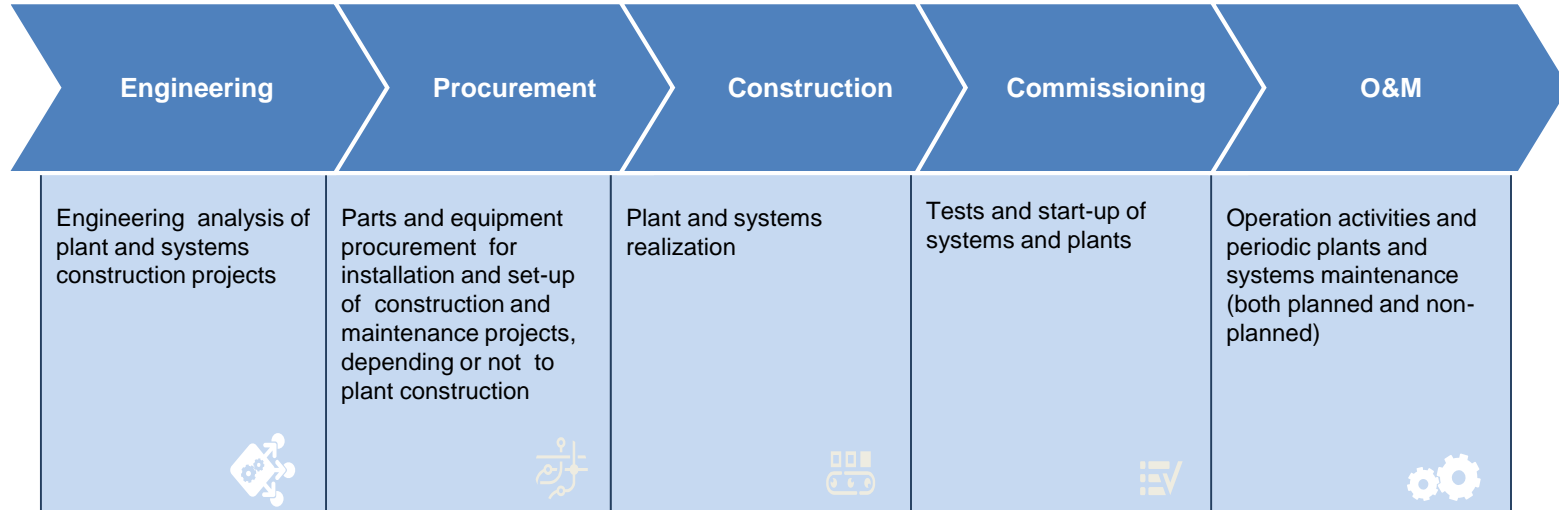 Engineering
Procurement
Construction
Commissioning
O&M
Engineering analysis of
plant and systems
construction projects
Parts and equipment
procurement for
installation and set-up
of construction and
maintenance projects,
depending or not to
plant construction
Plant and systems
realization
Tests and start-up of
systems and plants
Operation activities and
periodic plants and
systems maintenance
(both planned and non-
planned)